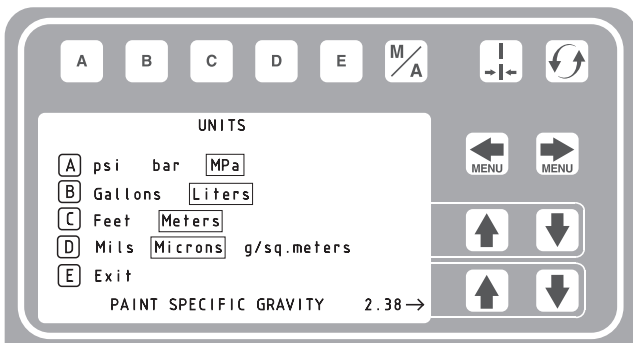 A B C D E M/A
MENU MENU
UNITS
A psi bar MPa
B Gallons Liters
C Feet Meters
D Mils Microns g/sq.meters
E Exit
PAINT SPECIFIC GRAVITY 2.38→